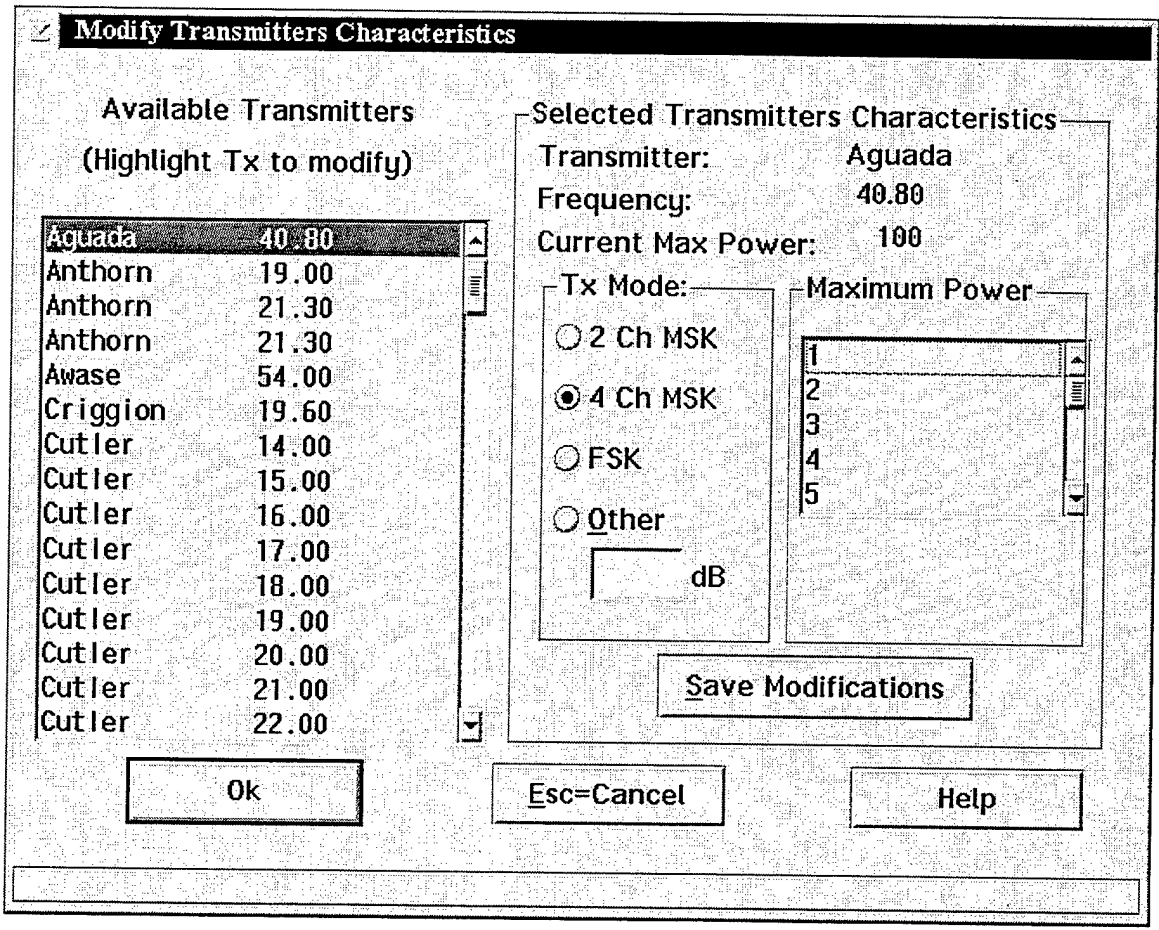 Modify Transmitters Characteristics
Available Transmitters
(Highlight Tx to modify)
Aguada 40.80
Anthorn 19.00
Anthorn 21.30
Anthorn 21.30
Awase 54.00
Criggion 19.60
Cutler 14.00
Cutler 15.00
Cutler 16.00
Cutler 17.00
Cutler 18.00
Cutler 19.00
Cutler 20.00
Cutler 21.00
Cutler 22.00
Selected Transmitters Characteristics
Transmitter: Aguada
Frequency: 40.80
Current Max Power: 100
Tx Mode:
2 Ch MSK
4 Ch MSK
FSK
Other
dB
Maximum Power
1
2
3
4
5
Save Modifications
Ok
Esc=Cancel
Help